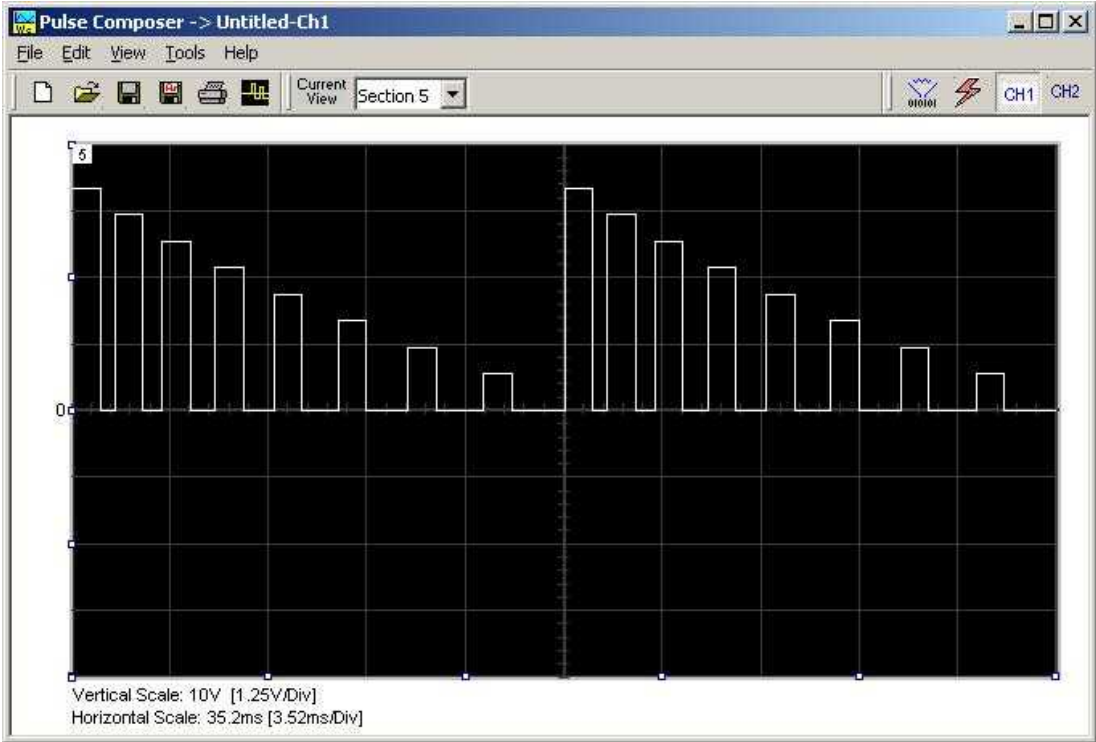 Pulse Composer -> Untitled-Ch1
File Edit View Tools Help
Current View
Section 5
010101
CH1
CH2
5
0
Vertical Scale: 10V [1.25V/Div]
Horizontal Scale: 35.2ms [3.52ms/Div]